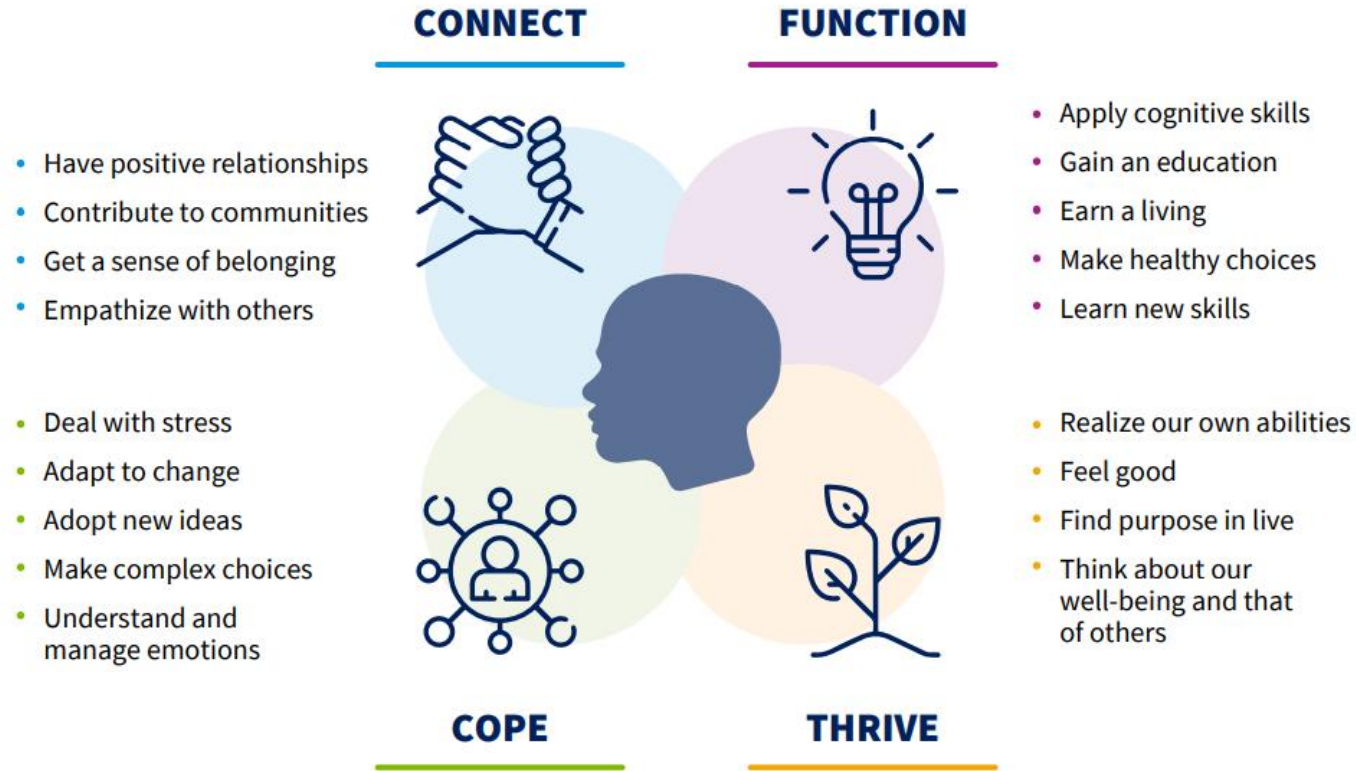 CONNECT
Have positive relationships
Contribute to communities
Get a sense of belonging
Empathize with others
FUNCTION
Apply cognitive skills
Gain an education
Earn a living
Make healthy choices
Learn new skills
Deal with stress
Adapt to change
Adopt new ideas
Make complex choices
Understand and
manage emotions
COPE
Realize our own abilities
Feel good
Find purpose in live
Think about our
well-being and that
of others
THRIVE